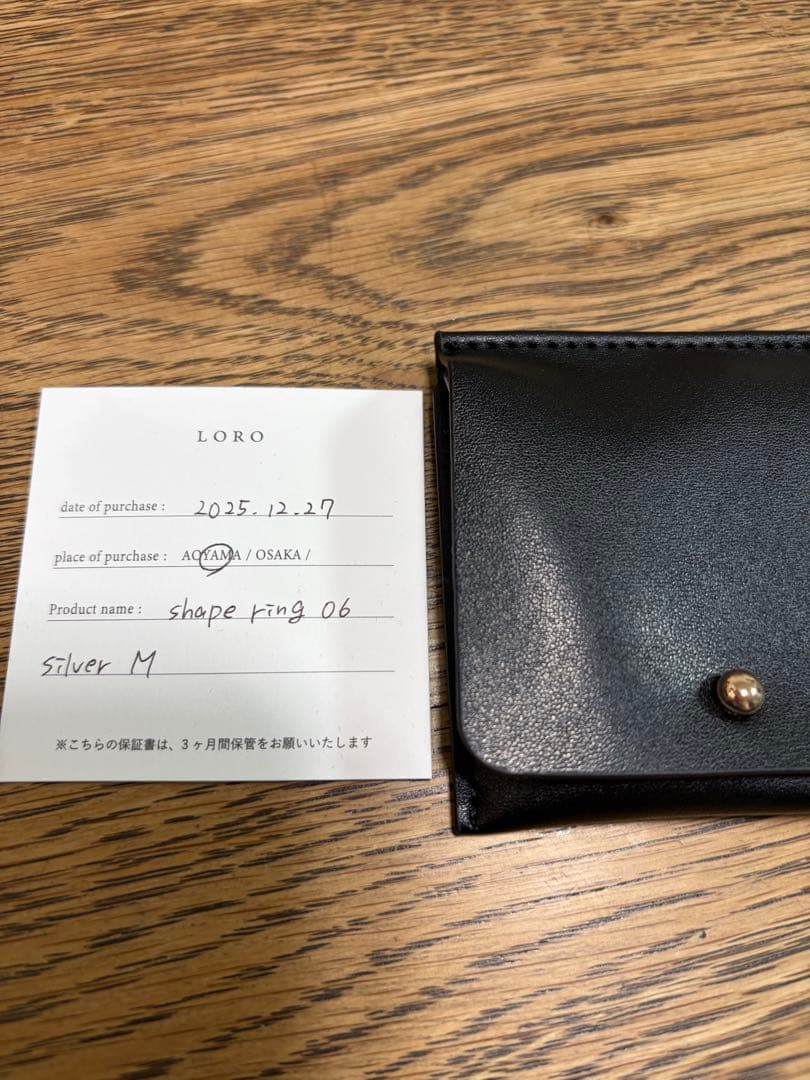 LORO
date of purchase : 2025.12.27
place of purchase : AOYAMA / OSAKA /
Product name : shape ring 06
silver M
※こちらの保証書は、3ヶ月間保管をお願いいたします